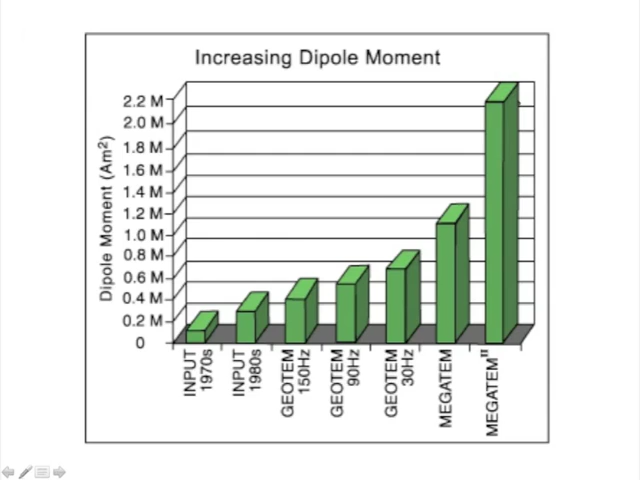 Increasing Dipole Moment
Dipole Moment (Am²)
2.2 M
2.0 M
1.8 M
1.6 M
1.4 M
1.2 M
1.0 M
0.8 M
0.6 M
0.4 M
0.2 M
0
INPUT
1970s
INPUT
1980s
GEOTEM
150Hz
GEOTEM
90Hz
GEOTEM
30Hz
MEGATEM
MEGATEM"